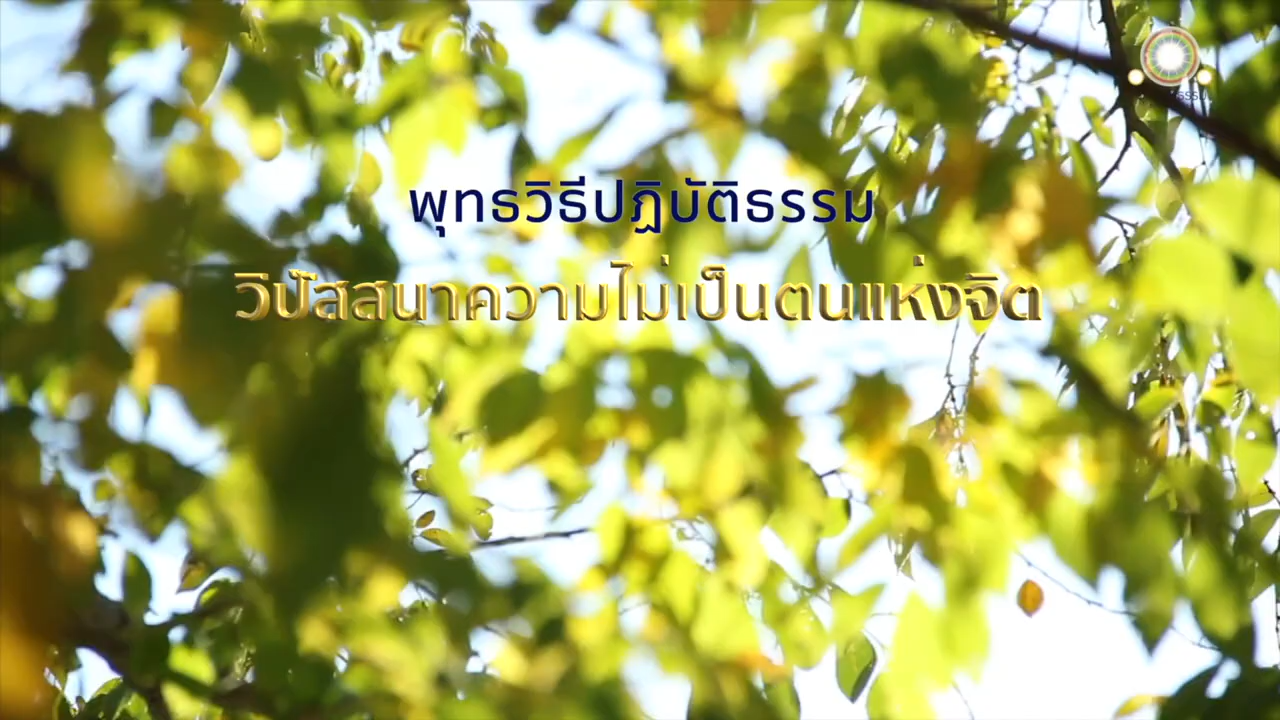 พุทธวิธีปฏิบัติธรรม
วิปัสสนาความไม่เป็นตนแห่งจิต